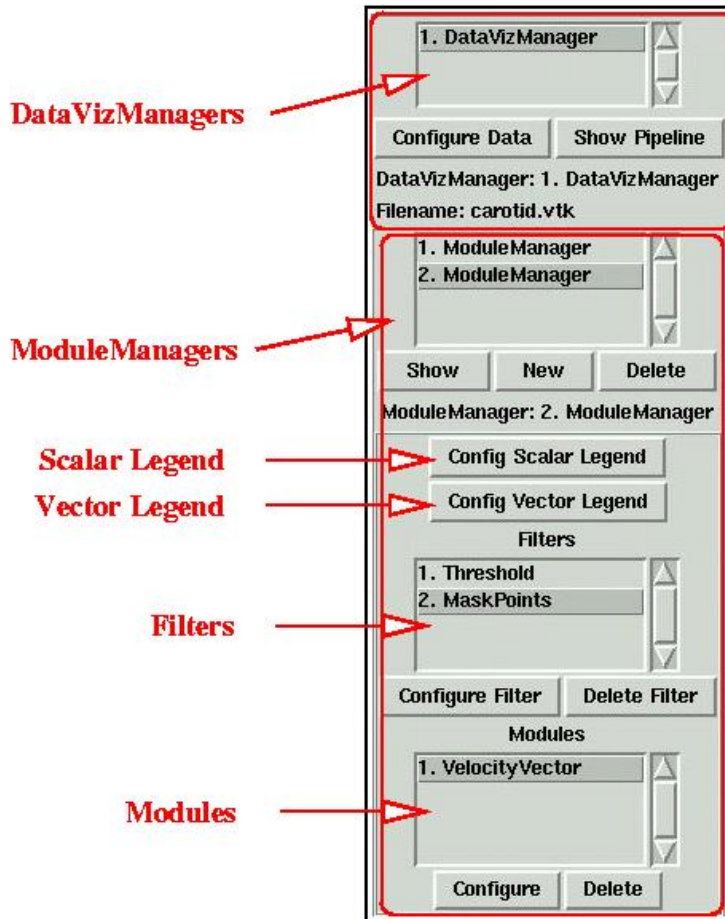 1. DataVizManager
DataVizManagers
Configure Data Show Pipeline
DataVizManager: 1. DataVizManager
Filename: carotid.vtk
1. ModuleManager
2. ModuleManager
ModuleManagers
Show New Delete
ModuleManager: 2. ModuleManager
Scalar Legend Config Scalar Legend
Vector Legend Config Vector Legend
Filters
1. Threshold
2. MaskPoints
Filters
Configure Filter Delete Filter
Modules
1. VelocityVector
Modules
Configure Delete